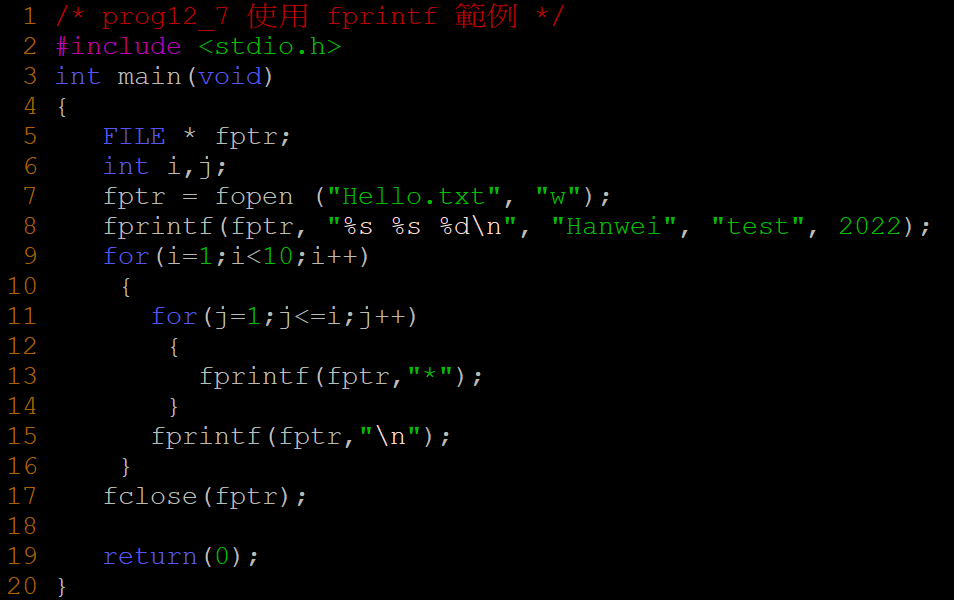 1 /* prog12_7 使用 fprintf 範例 */
2 #include <stdio.h>
3 int main(void)
4 {
5    FILE * fptr;
6    int i,j;
7    fptr = fopen ("Hello.txt", "w");
8    fprintf(fptr, "%s %s %d\n", "Hanwei", "test", 2022);
9    for(i=1;i<10;i++)
10     {
11       for(j=1;j<=i;j++)
12        {
13          fprintf(fptr,"*");
14        }
15       fprintf(fptr,"\n");
16     }
17    fclose(fptr);
18
19    return(0);
20 }